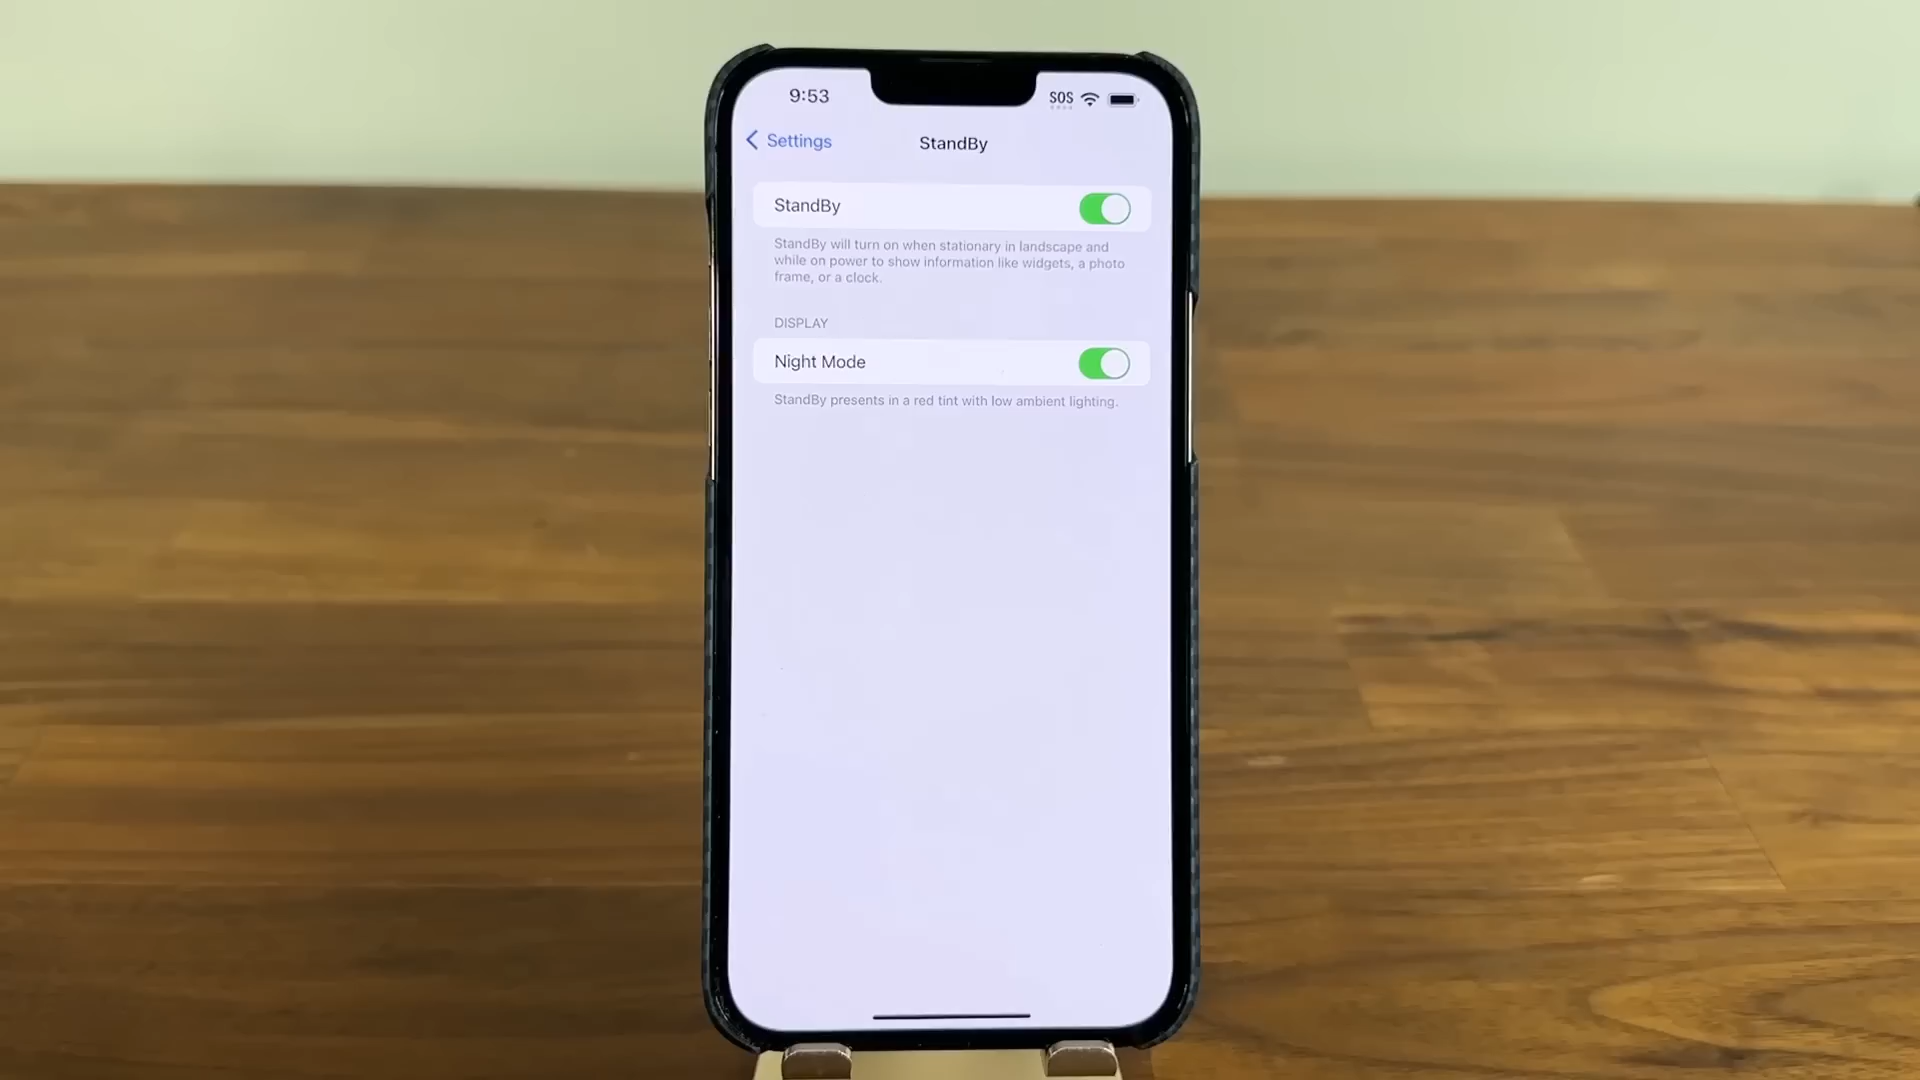 9:53
SOS
Settings
StandBy
StandBy
StandBy will turn on when stationary in landscape and
while on power to show information like widgets, a photo
frame, or a clock.
DISPLAY
Night Mode
StandBy presents in a red tint with low ambient lighting.